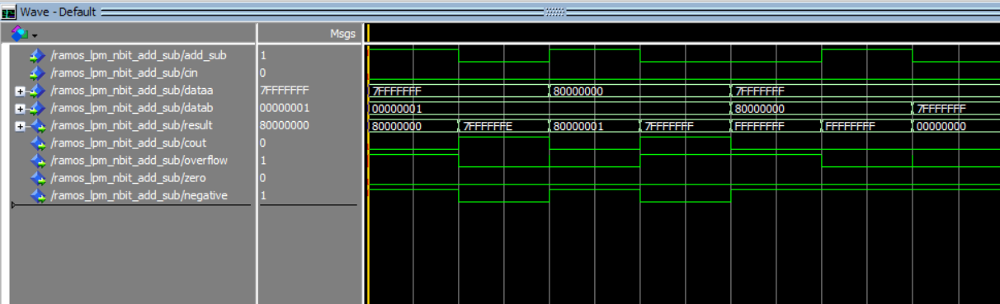 Wave - Default
Msgs
/ramos_lpm_nbit_add_sub/add_sub 1
/ramos_lpm_nbit_add_sub/cin 0
/ramos_lpm_nbit_add_sub/dataa 7FFFFFFF 7FFFFFFF 80000000 7FFFFFFF
/ramos_lpm_nbit_add_sub/datab 00000001 00000001 80000000 7FFFFFFF
/ramos_lpm_nbit_add_sub/result 80000000 80000000 7FFFFFFE 80000001 7FFFFFFF FFFFFFFF FFFFFFFF 00000000
/ramos_lpm_nbit_add_sub/cout 0
/ramos_lpm_nbit_add_sub/overflow 1
/ramos_lpm_nbit_add_sub/zero 0
/ramos_lpm_nbit_add_sub/negative 1